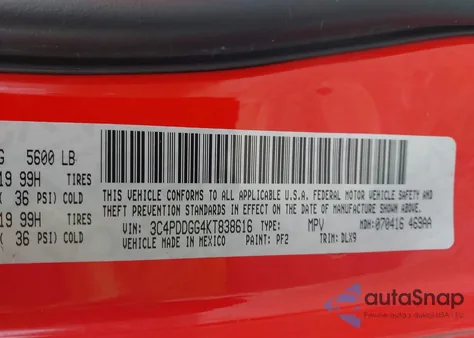 G 5600 LB
19 99H TIRES
( 36 PSI) COLD
19 99H TIRES
( 36 PSI) COLD
THIS VEHICLE CONFORMS TO ALL APPLICABLE U.S.A. FEDERAL MOTOR VEHICLE SAFETY AND
THEFT PREVENTION STANDARDS IN EFFECT ON THE DATE OF MANUFACTURE SHOWN ABOVE.
VIN: 3C4PDDGG4KT838616 TYPE: MPV MDH: 070416 469AA
VEHICLE MADE IN MEXICO PAINT: PF2 TRIM: DLX9
autoSnap